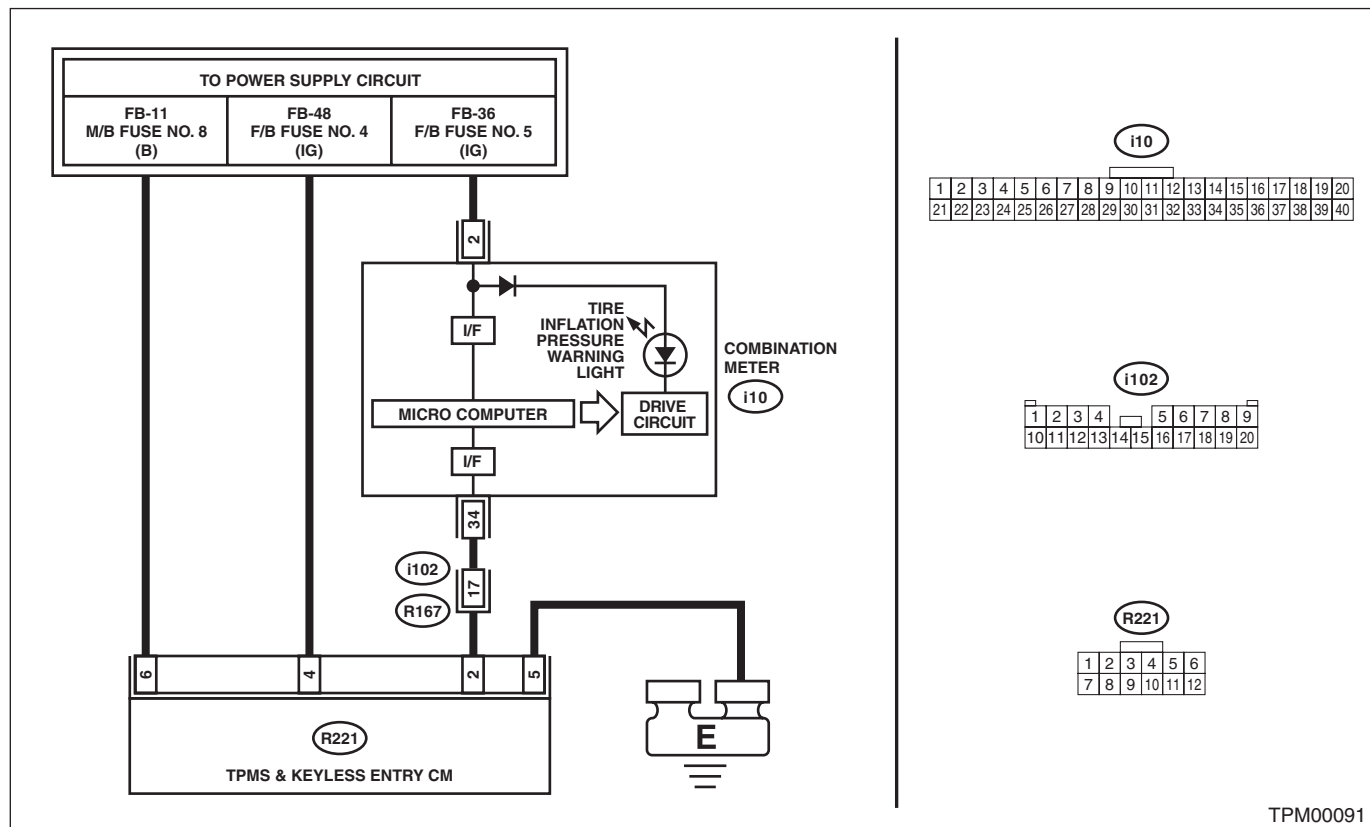 TO POWER SUPPLY CIRCUIT
FB-11
M/B FUSE NO. 8
(B)
FB-48
F/B FUSE NO. 4
(IG)
FB-36
F/B FUSE NO. 5
(IG)
2
I/F
TIRE
INFLATION
PRESSURE
WARNING
LIGHT
COMBINATION
METER
i10
MICRO COMPUTER
DRIVE
CIRCUIT
I/F
34
i102
17
R167
6
4
2
5
R221
TPMS & KEYLESS ENTRY CM
E
i10
1 2 3 4 5 6 7 8 9 10 11 12 13 14 15 16 17 18 19 20
21 22 23 24 25 26 27 28 29 30 31 32 33 34 35 36 37 38 39 40
i102
1 2 3 4 5 6 7 8 9
10 11 12 13 14 15 16 17 18 19 20
R221
1 2 3 4 5 6
7 8 9 10 11 12
TPM00091